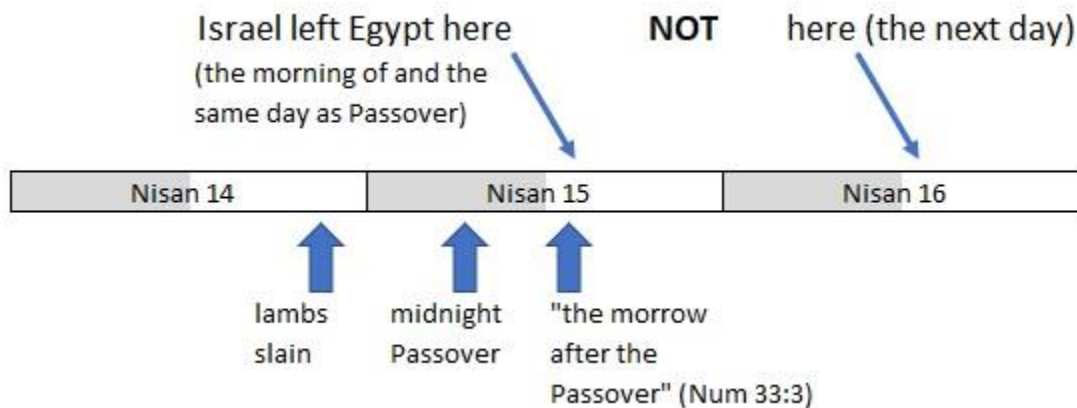 Israel left Egypt here NOT here (the next day)
(the morning of and the
same day as Passover)
Nisan 14 Nisan 15 Nisan 16
lambs
slain
midnight
Passover
"the morrow
after the
Passover" (Num 33:3)